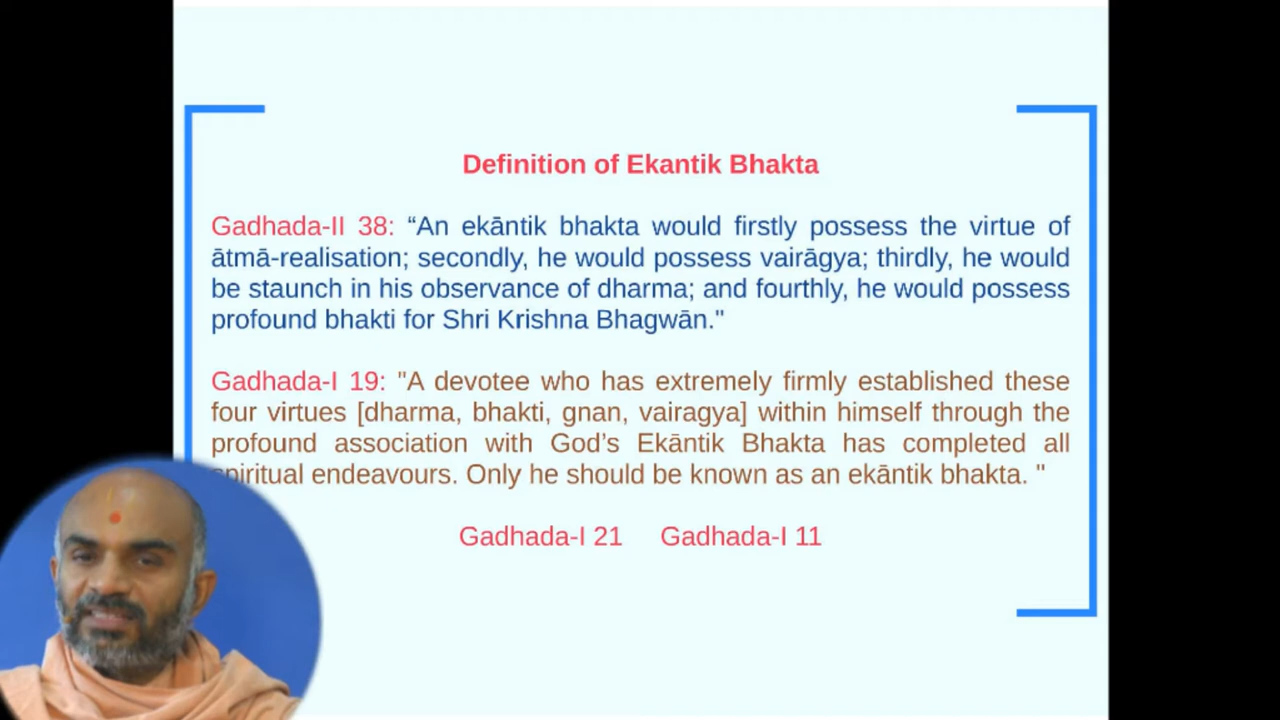 Definition of Ekantik Bhakta
Gadhada-II 38: “An ekāntik bhakta would firstly possess the virtue of
ātmā-realisation; secondly, he would possess vairāgya; thirdly, he would
be staunch in his observance of dharma; and fourthly, he would possess
profound bhakti for Shri Krishna Bhagwān."
Gadhada-I 19: "A devotee who has extremely firmly established these
four virtues [dharma, bhakti, gnan, vairagya] within himself through the
profound association with God’s Ekāntik Bhakta has completed all
spiritual endeavours. Only he should be known as an ekāntik bhakta. "
Gadhada-I 21 Gadhada-I 11